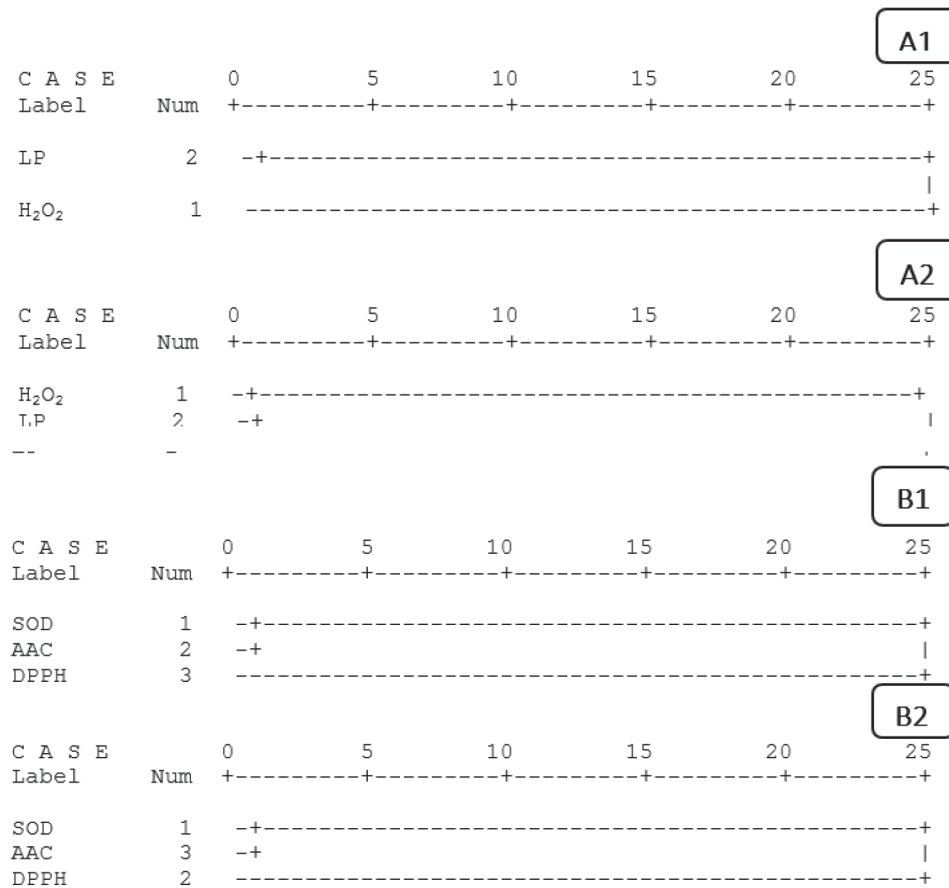 A1
C A S E 0 5 10 15 20 25
Label Num +---------+---------+---------+---------+---------+
LP 2 -+-----------------------------------------------+
|
H₂O₂ 1 -------------------------------------------------+
A2
C A S E 0 5 10 15 20 25
Label Num +---------+---------+---------+---------+---------+
H₂O₂ 1 -+-----------------------------------------------+
LP 2 -+ |
B1
C A S E 0 5 10 15 20 25
Label Num +---------+---------+---------+---------+---------+
SOD 1 -+-----------------------------------------------+
AAC 2 -+ |
DPPH 3 -------------------------------------------------+
B2
C A S E 0 5 10 15 20 25
Label Num +---------+---------+---------+---------+---------+
SOD 1 -+-----------------------------------------------+
AAC 3 -+ |
DPPH 2 -------------------------------------------------+